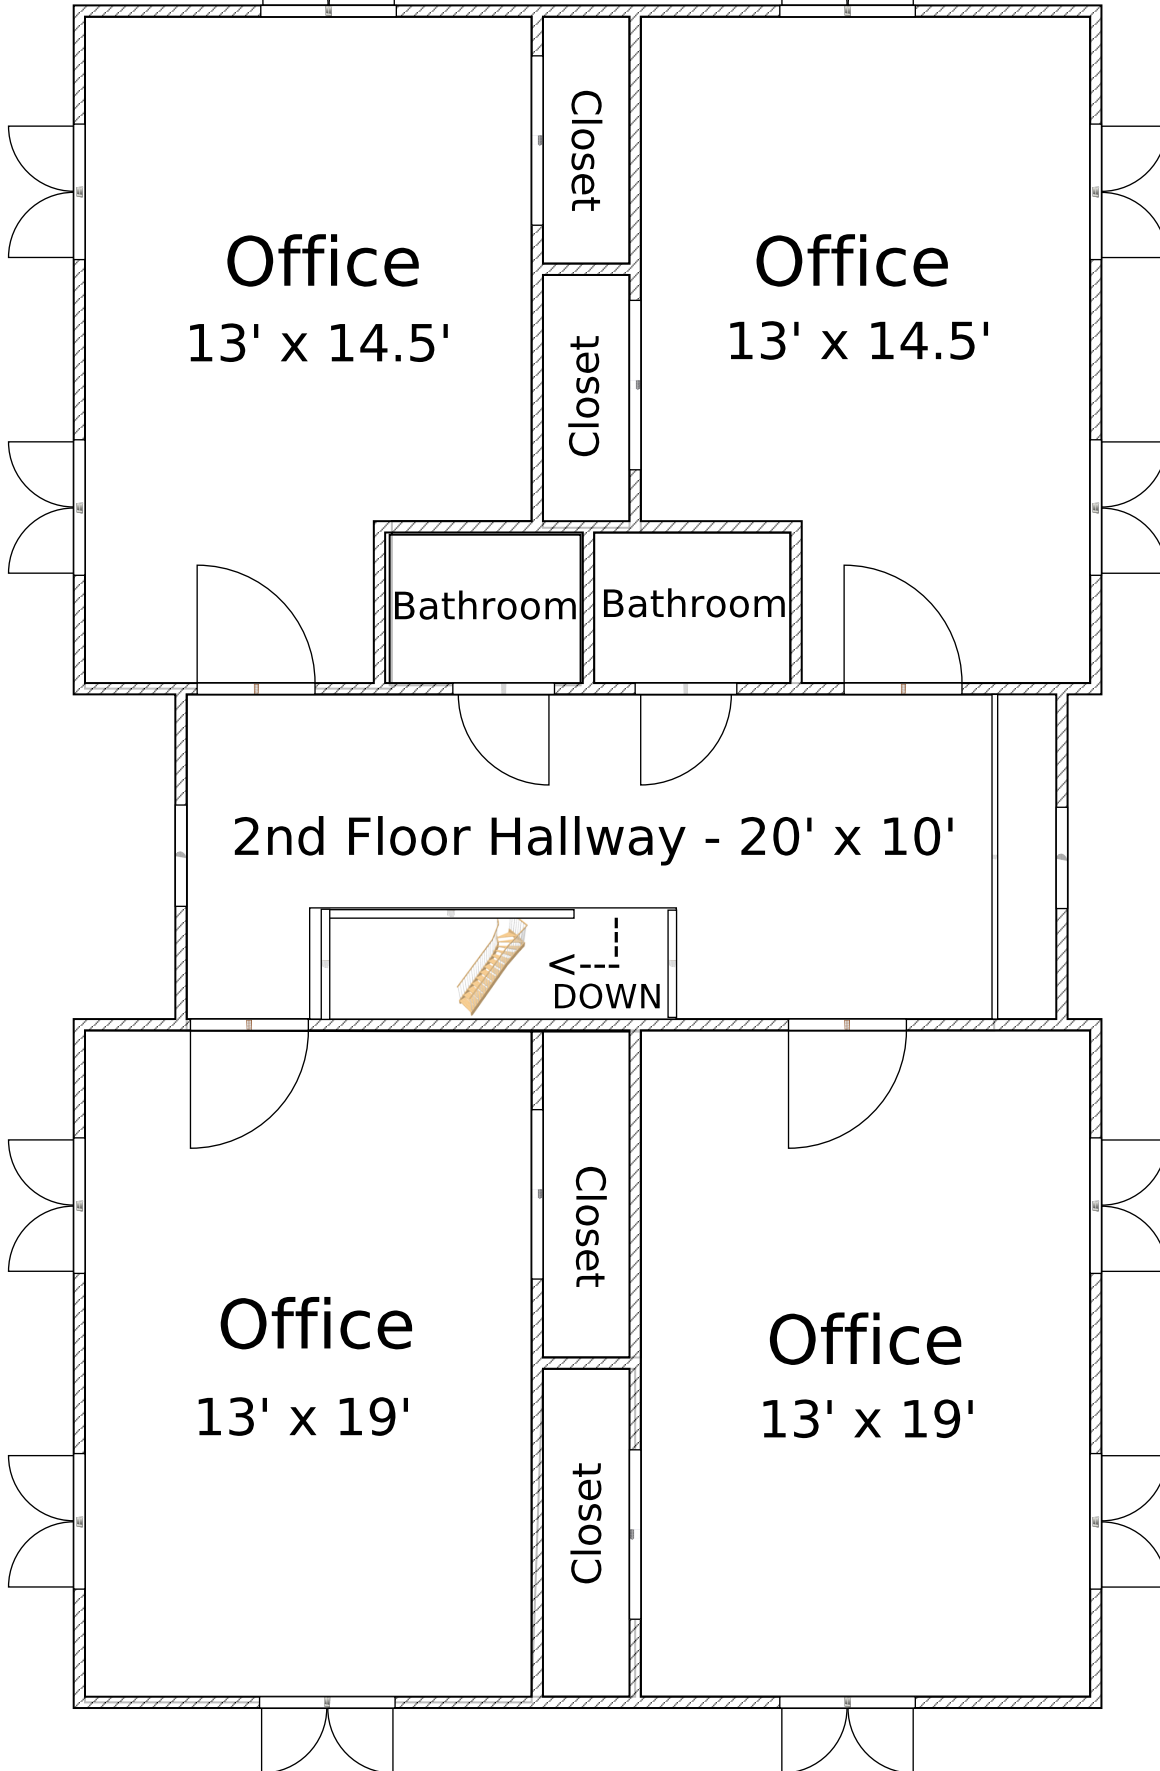 Closet
Office
13' x 14.5'
Office
13' x 14.5'
Closet
Bathroom
Bathroom
2nd Floor Hallway - 20' x 10'
<---
DOWN
Closet
Office
13' x 19'
Office
13' x 19'
Closet